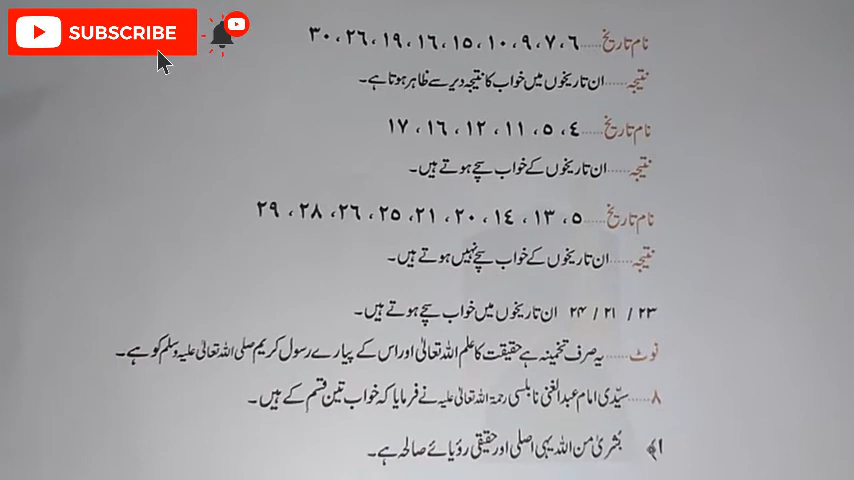 SUBSCRIBE
نام تاریخ......۶، ۷، ۹، ۱۰، ۱۵، ۱۶، ۱۹، ۲۶، ۳۰
نتیجہ......ان تاریخوں میں خواب کا نتیجہ دیر سے ظاہر ہوتا ہے۔
نام تاریخ......۴، ۵، ۱۱، ۱۲، ۱۶، ۱۷
نتیجہ......ان تاریخوں کے خواب سچے ہوتے ہیں۔
نام تاریخ......۵، ۱۳، ۱۴، ۲۰، ۲۱، ۲۵، ۲۶، ۲۸، ۲۹
نتیجہ......ان تاریخوں کے خواب سچے نہیں ہوتے ہیں۔
۲۳ / ۲۱ / ۲۴ ان تاریخوں میں خواب سچے ہوتے ہیں۔
نوٹ......یہ صرف تخمینہ ہے حقیقت کا علم اللہ تعالیٰ اور اس کے پیارے رسول کریم صلی اللہ تعالیٰ علیہ وسلم کو ہے۔
۸......سیّدی امام عبدالغنی نابلسی رحمۃ اللہ تعالیٰ علیہ نے فرمایا کہ خواب تین قسم کے ہیں۔
۱﴾ بُشریٰ من اللہ یہی اصلی اور حقیقی رؤیائے صالحہ ہے۔